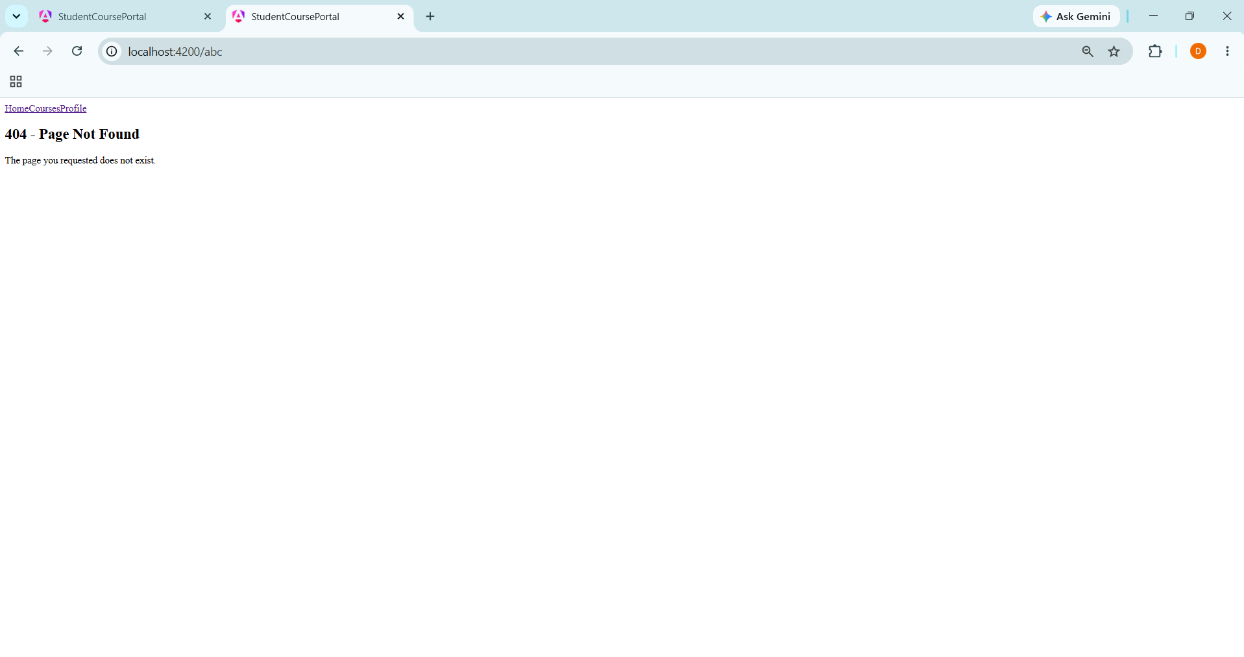 StudentCoursePortal
StudentCoursePortal
Ask Gemini
localhost:4200/abc
D
HomeCoursesProfile
404 - Page Not Found
The page you requested does not exist.